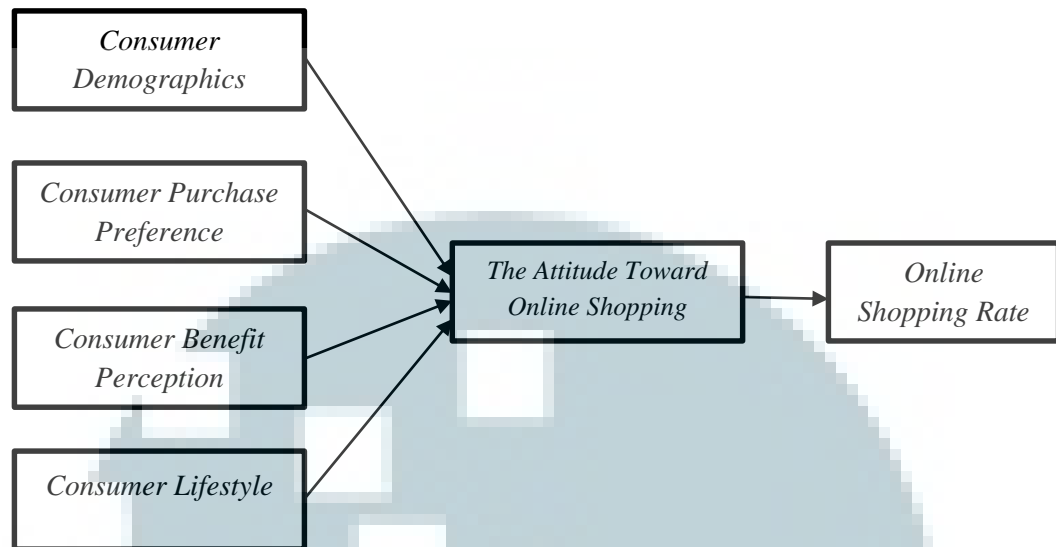 Consumer
Demographics
Consumer Purchase
Preference
The Attitude Toward
Online Shopping
Online
Shopping Rate
Consumer Benefit
Perception
Consumer Lifestyle